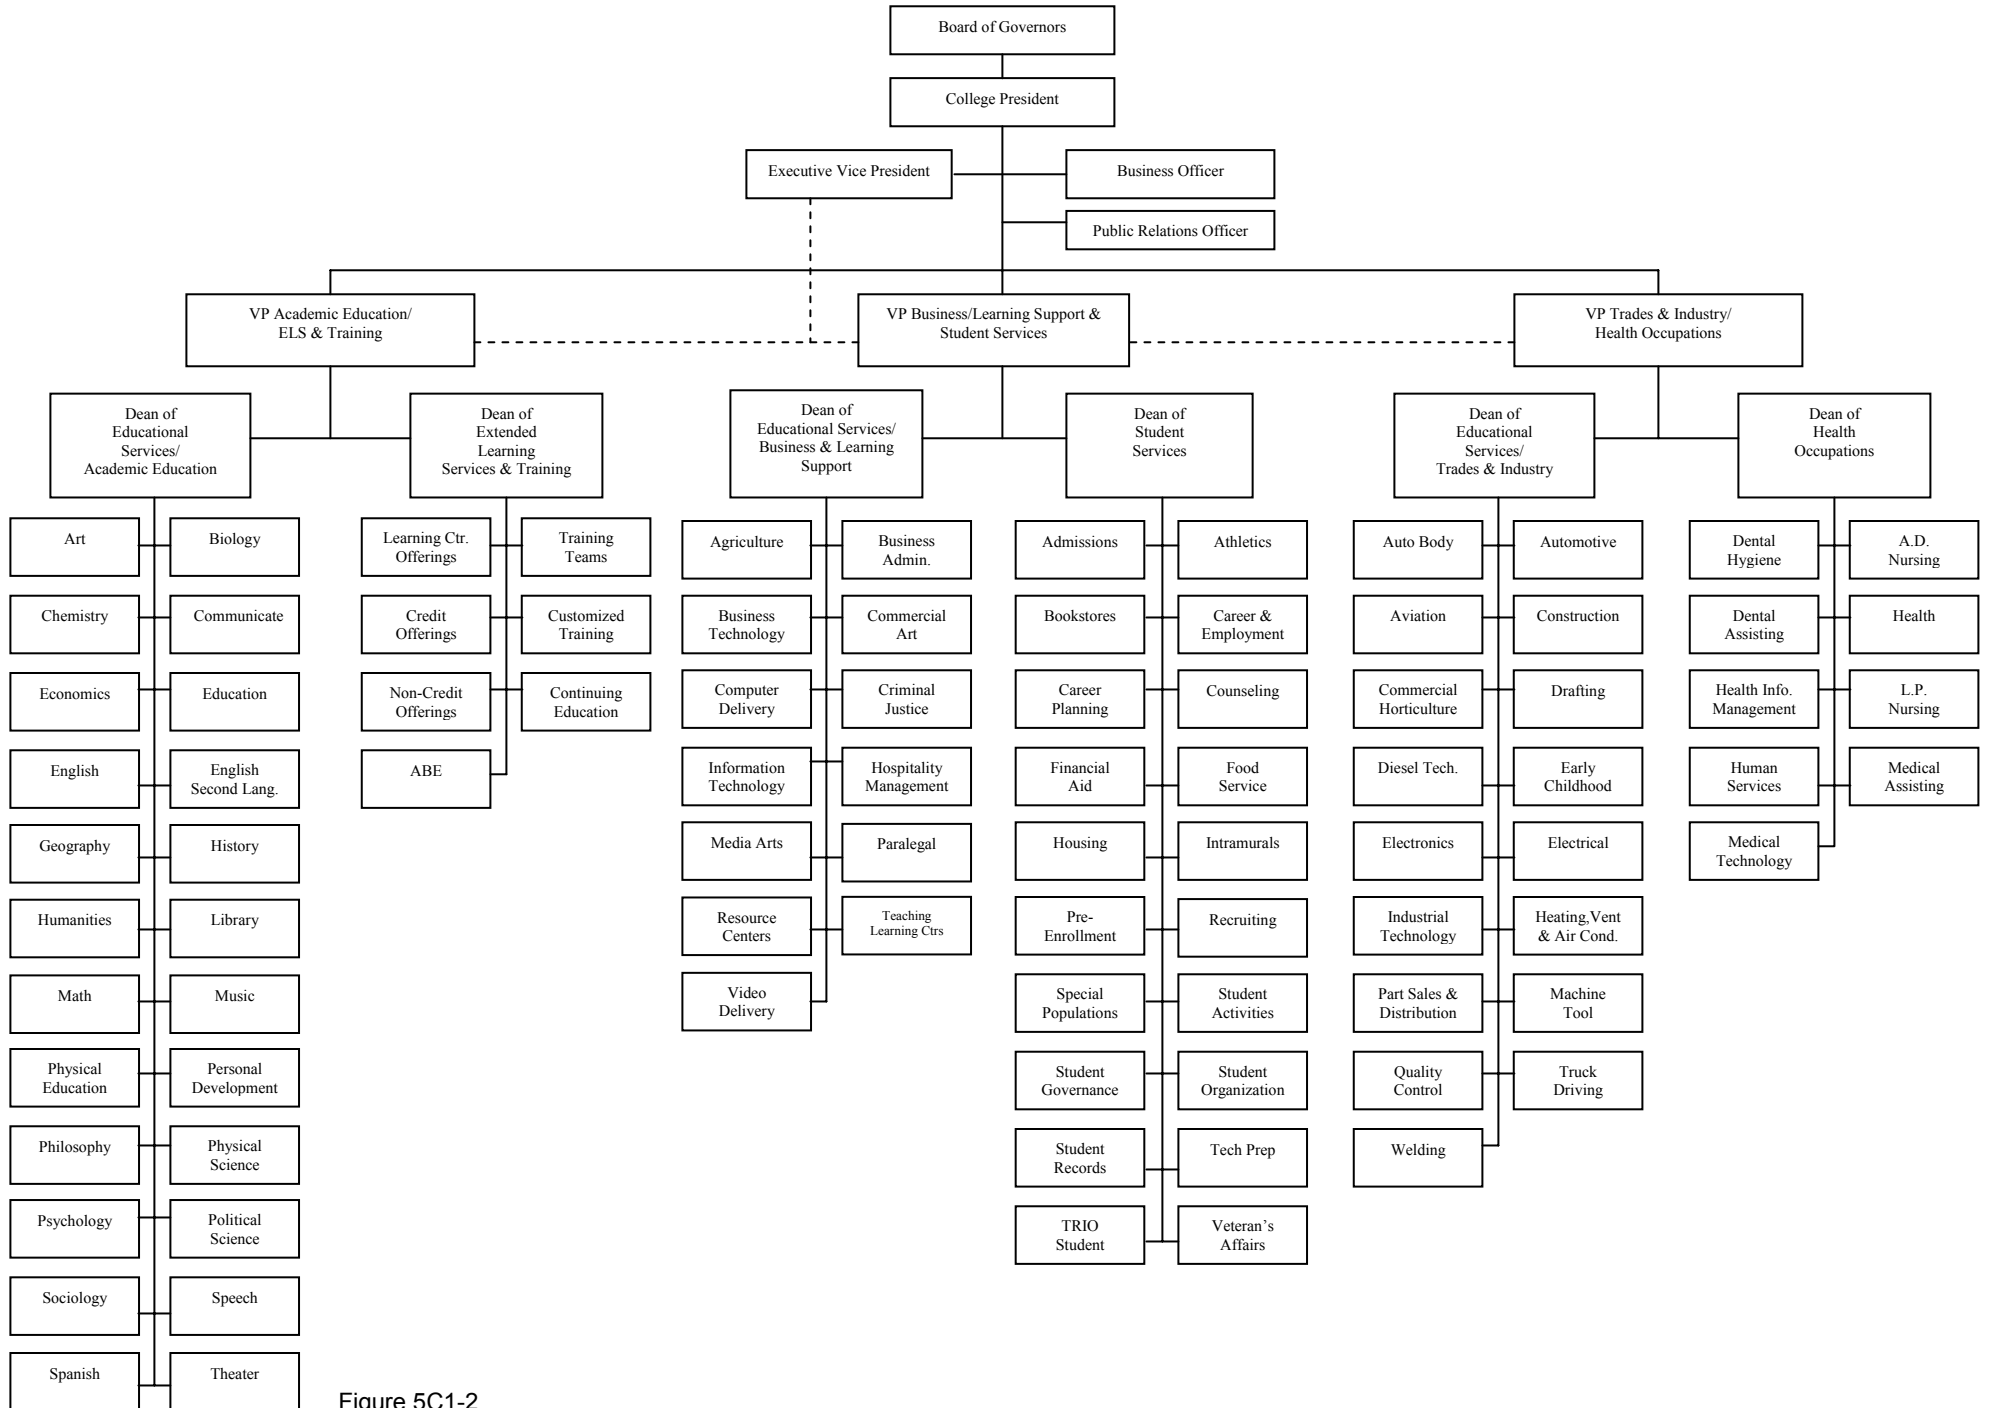 Board of Governors
College President
Executive Vice President
Business Officer
Public Relations Officer
VP Academic Education/
ELS & Training
VP Business/Learning Support &
Student Services
VP Trades & Industry/
Health Occupations
Dean of
Educational
Services/
Academic Education
Dean of
Extended
Learning
Services & Training
Dean of
Educational Services/
Business & Learning
Support
Dean of
Student
Services
Dean of
Educational
Services/
Trades & Industry
Dean of
Health
Occupations
Art
Biology
Chemistry
Communicate
Economics
Education
English
English
Second Lang.
Geography
History
Humanities
Library
Math
Music
Physical
Education
Personal
Development
Philosophy
Physical
Science
Psychology
Political
Science
Sociology
Speech
Spanish
Theater
Learning Ctr.
Offerings
Training
Teams
Credit
Offerings
Customized
Training
Non-Credit
Offerings
Continuing
Education
ABE
Agriculture
Business
Admin.
Business
Technology
Commercial
Art
Computer
Delivery
Criminal
Justice
Information
Technology
Hospitality
Management
Media Arts
Paralegal
Resource
Centers
Teaching
Learning Ctrs
Video
Delivery
Admissions
Athletics
Bookstores
Career &
Employment
Career
Planning
Counseling
Financial
Aid
Food
Service
Housing
Intramurals
Pre-
Enrollment
Recruiting
Special
Populations
Student
Activities
Student
Governance
Student
Organization
Student
Records
Tech Prep
TRIO
Student
Veteran’s
Affairs
Auto Body
Automotive
Aviation
Construction
Commercial
Horticulture
Drafting
Diesel Tech.
Early
Childhood
Electronics
Electrical
Industrial
Technology
Heating,Vent
& Air Cond.
Part Sales &
Distribution
Machine
Tool
Quality
Control
Truck
Driving
Welding
Dental
Hygiene
A.D.
Nursing
Dental
Assisting
Health
Health Info.
Management
L.P.
Nursing
Human
Services
Medical
Assisting
Medical
Technology
Figure 5C1-2